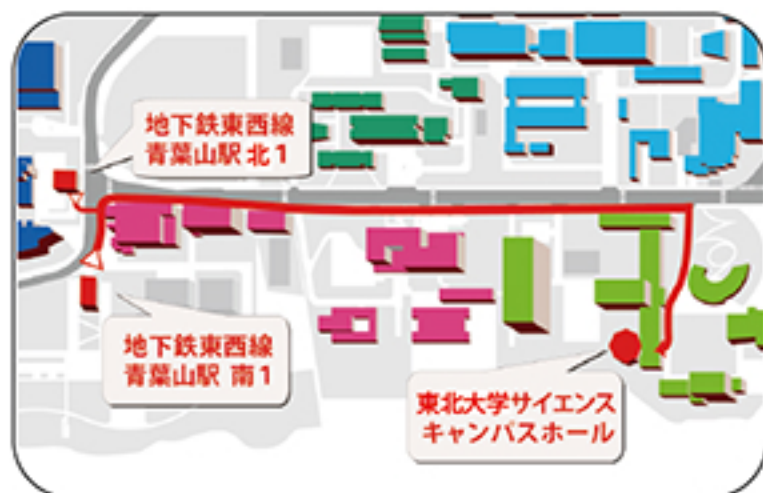 地下鉄東西線
青葉山駅 北1
地下鉄東西線
青葉山駅 南1
東北大学サイエンス
キャンパスホール